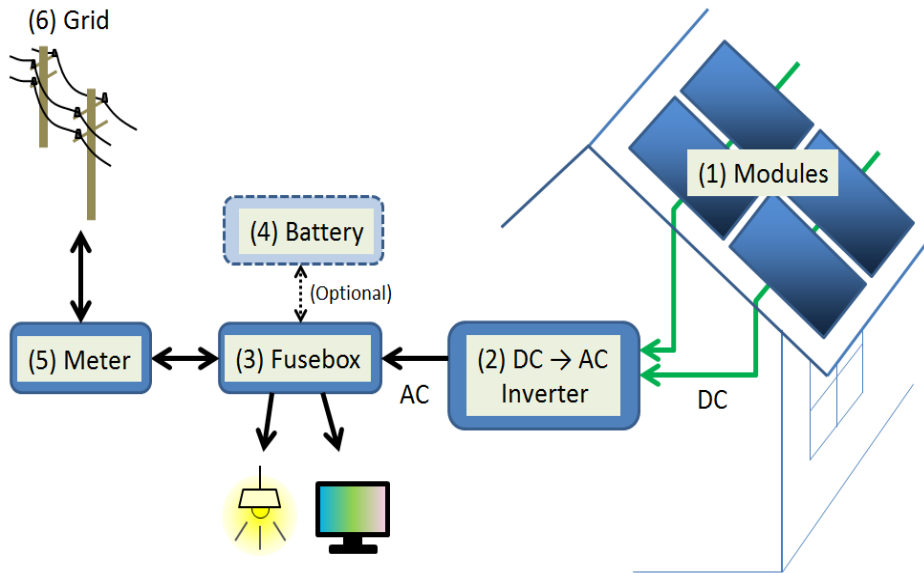 (6) Grid
(1) Modules
(4) Battery
(Optional)
(5) Meter
(3) Fusebox
(2) DC → AC
Inverter
AC
DC